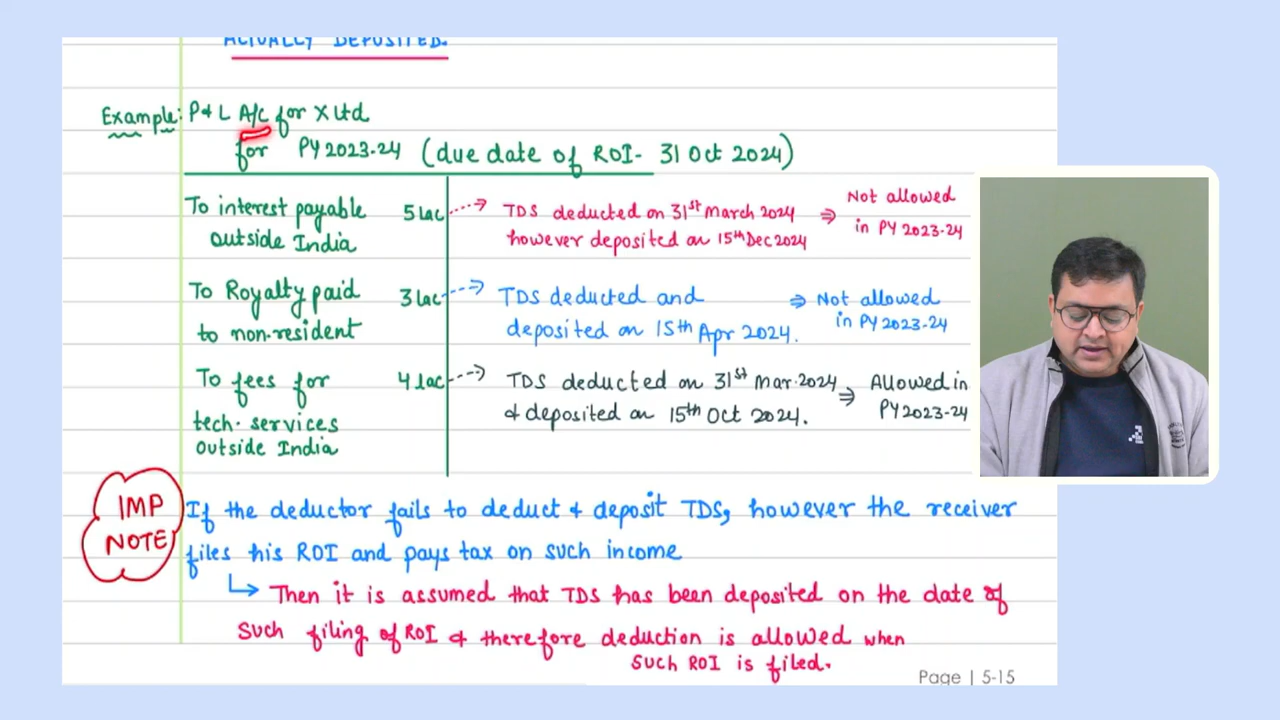 ACTUALLY DEPOSITED.
Example: P & L A/C for X Ltd
for PY 2023-24 (due date of ROI- 31 Oct 2024)
To interest payable 5 lac TDS deducted on 31st March 2024 ⇒ Not allowed
outside India however deposited on 15th Dec 2024 in PY 2023-24
To Royalty paid 3 lac TDS deducted and ⇒ Not allowed
to non-resident deposited on 15th Apr 2024. in PY 2023-24
To fees for 4 lac TDS deducted on 31st Mar. 2024 ⇒ Allowed in
tech. services & deposited on 15th Oct 2024. PY 2023-24
outside India
IMP
NOTE
If the deductor fails to deduct & deposit TDS, however the receiver
files his ROI and pays tax on such income
Then it is assumed that TDS has been deposited on the date of
such filing of ROI & therefore deduction is allowed when
such ROI is filed.
Page | 5-15